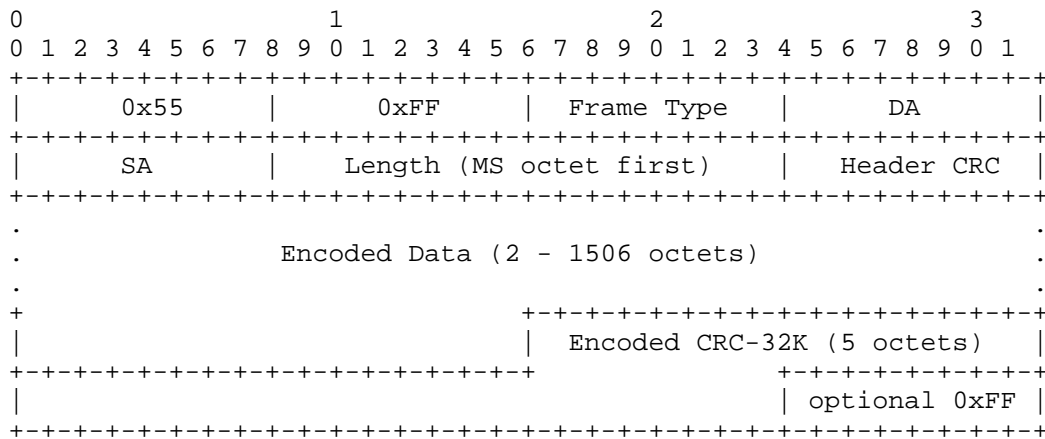 0                   1                   2                   3
0 1 2 3 4 5 6 7 8 9 0 1 2 3 4 5 6 7 8 9 0 1 2 3 4 5 6 7 8 9 0 1
+-+-+-+-+-+-+-+-+-+-+-+-+-+-+-+-+-+-+-+-+-+-+-+-+-+-+-+-+-+-+-+-+
|      0x55     |      0xFF     |  Frame Type   |      DA       |
+-+-+-+-+-+-+-+-+-+-+-+-+-+-+-+-+-+-+-+-+-+-+-+-+-+-+-+-+-+-+-+-+
|      SA       |    Length (MS octet first)    |   Header CRC  |
+-+-+-+-+-+-+-+-+-+-+-+-+-+-+-+-+-+-+-+-+-+-+-+-+-+-+-+-+-+-+-+-+
.                                                               .
.                Encoded Data (2 - 1506 octets)                 .
.                                                               .
+                               +-+-+-+-+-+-+-+-+-+-+-+-+-+-+-+-+
|                               |  Encoded CRC-32K (5 octets)   |
+-+-+-+-+-+-+-+-+-+-+-+-+-+-+-+-+               +-+-+-+-+-+-+-+-+
|                                               | optional 0xFF |
+-+-+-+-+-+-+-+-+-+-+-+-+-+-+-+-+-+-+-+-+-+-+-+-+-+-+-+-+-+-+-+-+